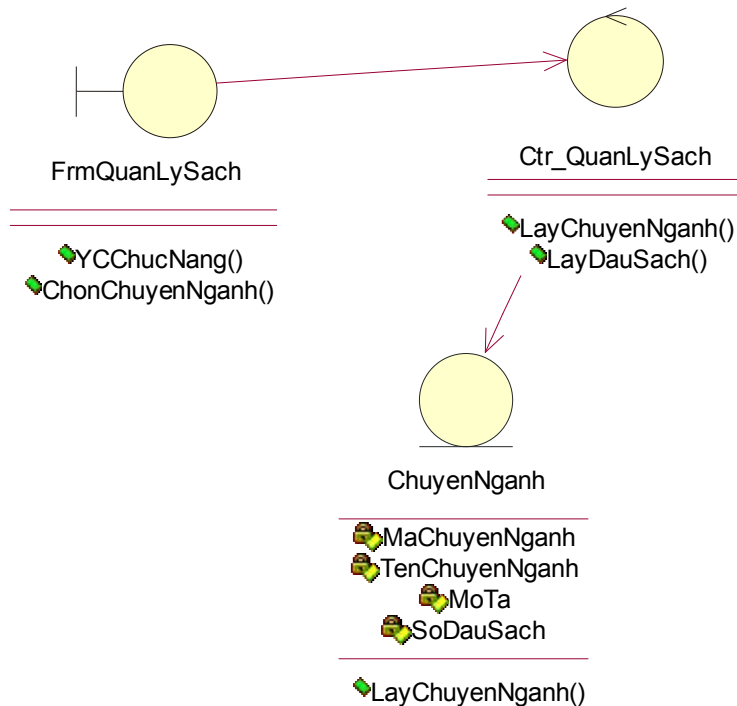 FrmQuanLySach
YCChucNang()
ChonChuyenNganh()
Ctr_QuanLySach
LayChuyenNganh()
LayDauSach()
ChuyenNganh
MaChuyenNganh
TenChuyenNganh
MoTa
SoDauSach
LayChuyenNganh()